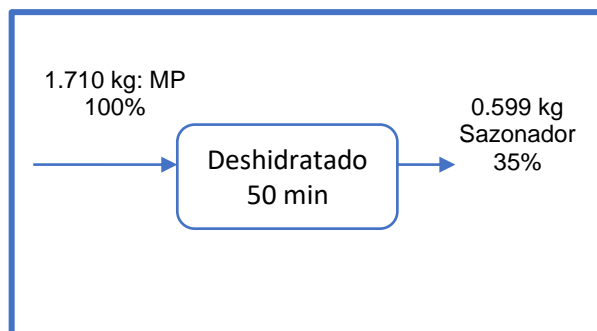 1.710 kg: MP
100%
Deshidratado
50 min
0.599 kg
Sazonador
35%